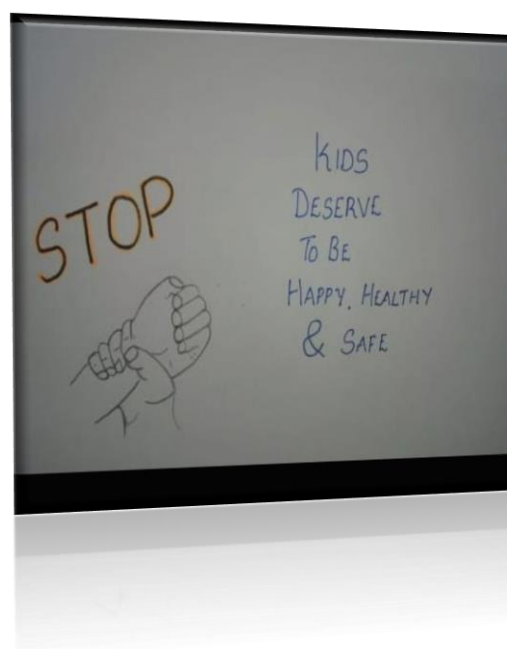 STOP
KIDS
DESERVE
TO BE
HAPPY, HEALTHY
& SAFE